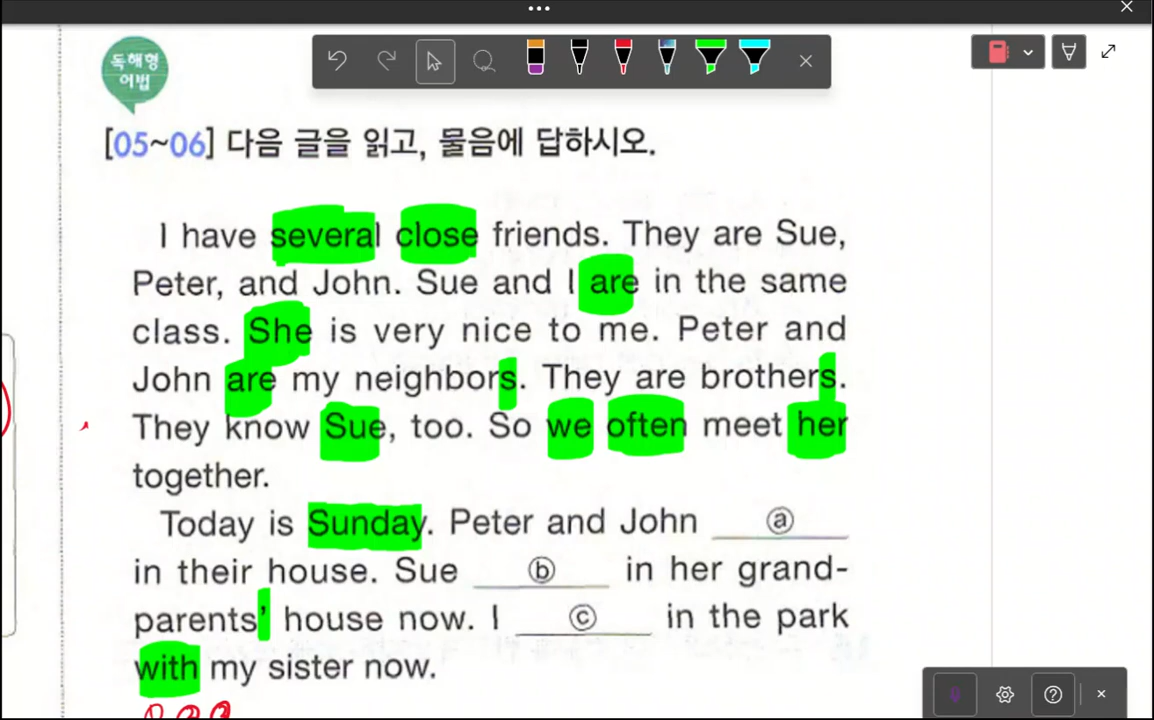 독해형
어법
[05~06] 다음 글을 읽고, 물음에 답하시오.
I have several close friends. They are Sue,
Peter, and John. Sue and I are in the same
class. She is very nice to me. Peter and
John are my neighbors. They are brothers.
They know Sue, too. So we often meet her
together.
Today is Sunday. Peter and John ⓐ
in their house. Sue ⓑ in her grand-
parents' house now. I ⓒ in the park
with my sister now.